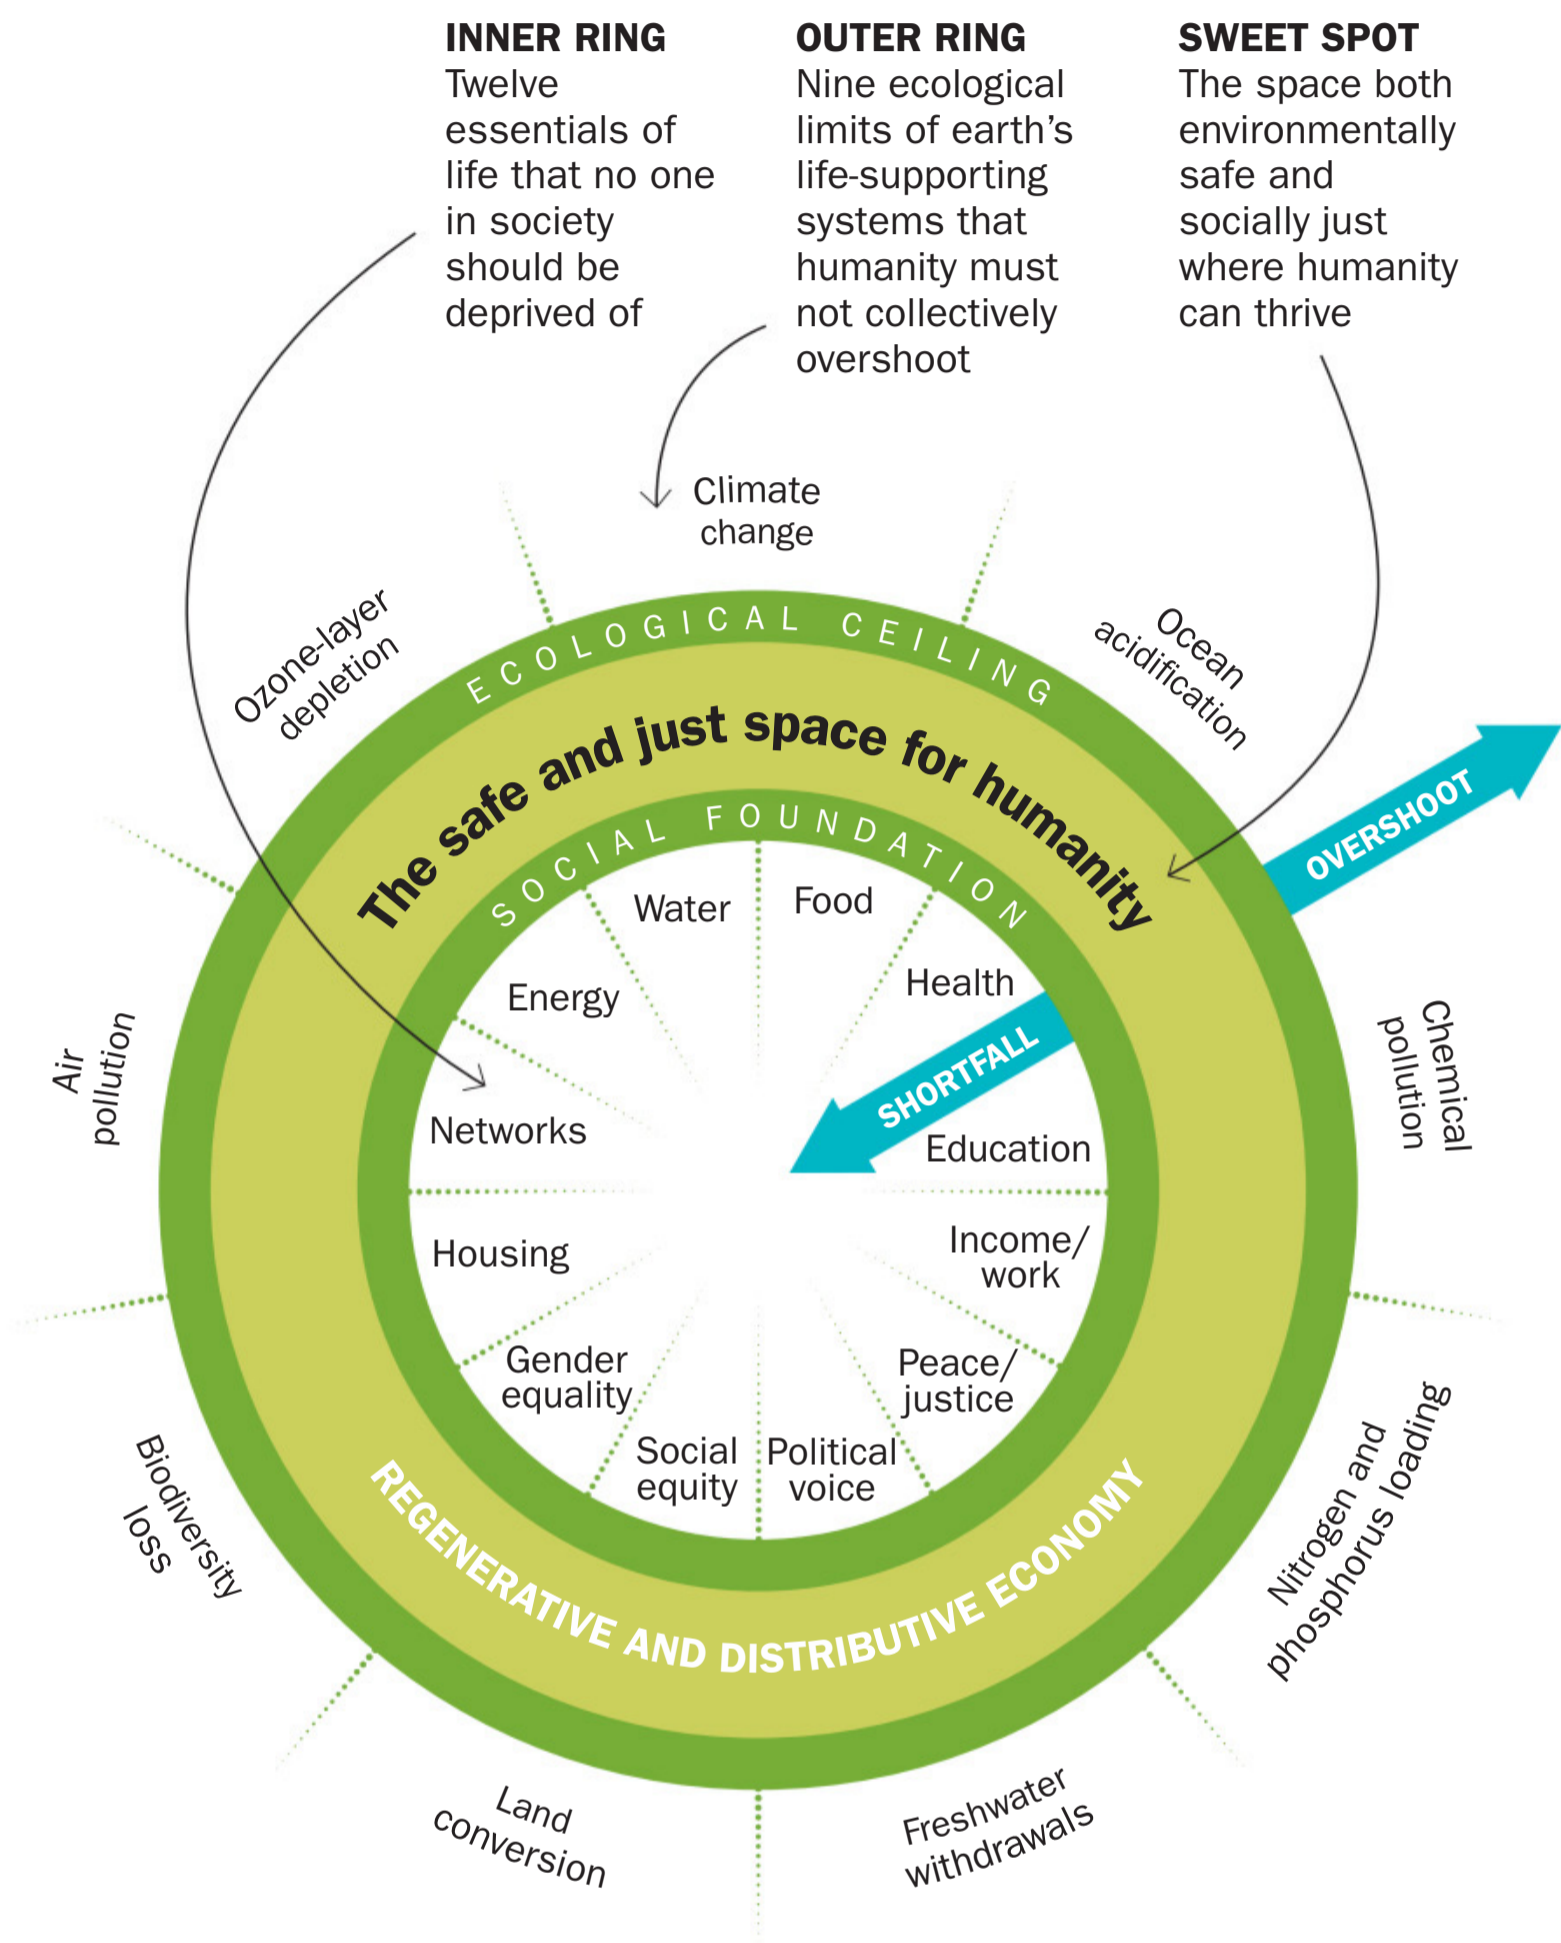 INNER RING
Twelve
essentials of
life that no one
in society
should be
deprived of
OUTER RING
Nine ecological
limits of earth's
life-supporting
systems that
humanity must
not collectively
overshoot
SWEET SPOT
The space both
environmentally
safe and
socially just
where humanity
can thrive
Climate
change
Ocean
acidification
Chemical
pollution
Nitrogen and
phosphorus loading
Freshwater
withdrawals
Land
conversion
Biodiversity
loss
Air
pollution
Ozone-layer
depletion
ECOLOGICAL CEILING
The safe and just space for humanity
SOCIAL FOUNDATION
OVERSHOOT
SHORTFALL
Water
Food
Health
Education
Income/
work
Peace/
justice
Political
voice
Social
equity
Gender
equality
Housing
Networks
Energy
REGENERATIVE AND DISTRIBUTIVE ECONOMY